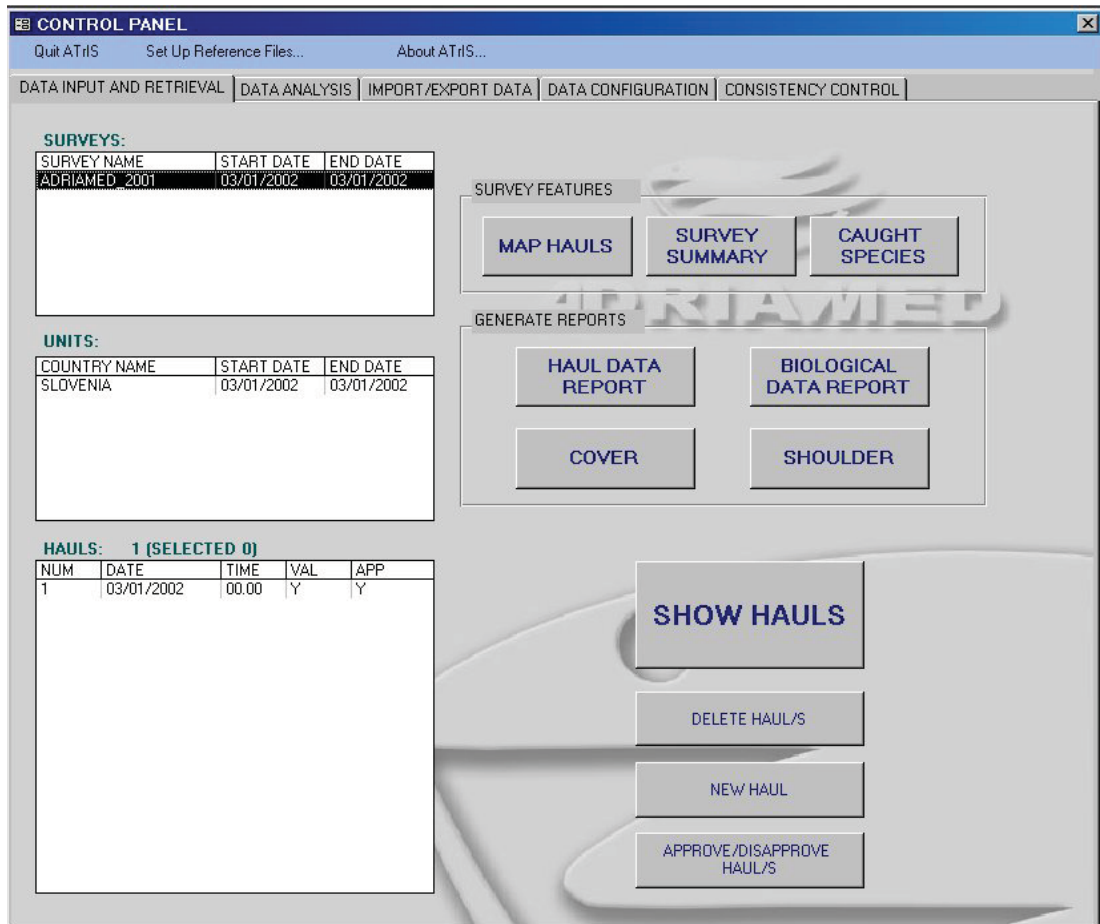 CONTROL PANEL
Quit ATrIS Set Up Reference Files... About ATrIS...
DATA INPUT AND RETRIEVAL DATA ANALYSIS IMPORT/EXPORT DATA DATA CONFIGURATION CONSISTENCY CONTROL
SURVEYS:
SURVEY NAME START DATE END DATE
ADRIAMED_2001 03/01/2002 03/01/2002
UNITS:
COUNTRY NAME START DATE END DATE
SLOVENIA 03/01/2002 03/01/2002
HAULS: 1 (SELECTED 0)
NUM DATE TIME VAL APP
1 03/01/2002 00.00 Y Y
SURVEY FEATURES
MAP HAULS
SURVEY
SUMMARY
CAUGHT
SPECIES
ADRIAMED
GENERATE REPORTS
HAUL DATA
REPORT
BIOLOGICAL
DATA REPORT
COVER
SHOULDER
SHOW HAULS
DELETE HAUL/S
NEW HAUL
APPROVE/DISAPPROVE
HAUL/S